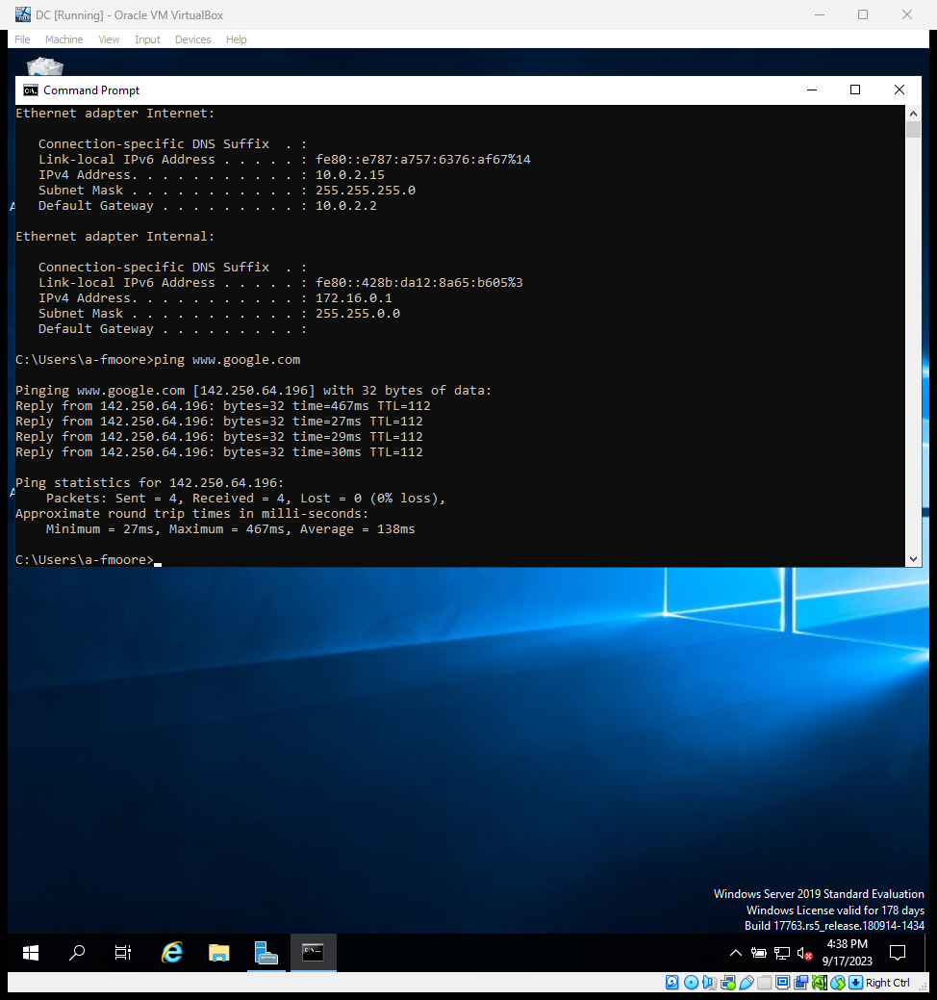 DC [Running] - Oracle VM VirtualBox
File Machine View Input Devices Help
Command Prompt
Ethernet adapter Internet:
Connection-specific DNS Suffix . :
Link-local IPv6 Address . . . . . : fe80::e787:a757:6376:af67%14
IPv4 Address. . . . . . . . . . . : 10.0.2.15
Subnet Mask . . . . . . . . . . . : 255.255.255.0
Default Gateway . . . . . . . . . : 10.0.2.2
Ethernet adapter Internal:
Connection-specific DNS Suffix . :
Link-local IPv6 Address . . . . . : fe80::428b:da12:8a65:b605%3
IPv4 Address. . . . . . . . . . . : 172.16.0.1
Subnet Mask . . . . . . . . . . . : 255.255.0.0
Default Gateway . . . . . . . . . :
C:\Users\a-fmoore>ping www.google.com
Pinging www.google.com [142.250.64.196] with 32 bytes of data:
Reply from 142.250.64.196: bytes=32 time=467ms TTL=112
Reply from 142.250.64.196: bytes=32 time=27ms TTL=112
Reply from 142.250.64.196: bytes=32 time=29ms TTL=112
Reply from 142.250.64.196: bytes=32 time=30ms TTL=112
Ping statistics for 142.250.64.196:
Packets: Sent = 4, Received = 4, Lost = 0 (0% loss),
Approximate round trip times in milli-seconds:
Minimum = 27ms, Maximum = 467ms, Average = 138ms
C:\Users\a-fmoore>
Windows Server 2019 Standard Evaluation
Windows License valid for 178 days
Build 17763.rs5_release.180914-1434
4:38 PM
9/17/2023
Right Ctrl